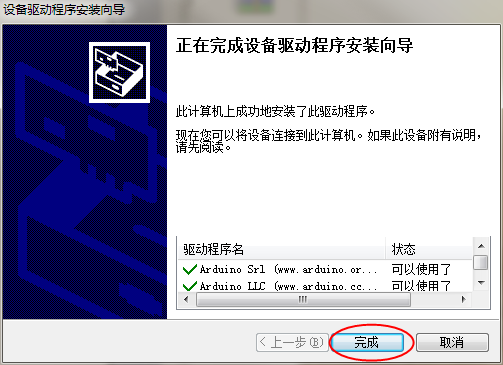 设备驱动程序安装向导
正在完成设备驱动程序安装向导
此计算机上成功地安装了此驱动程序。
现在您可以将设备连接到此计算机。如果此设备附有说明，
请先阅读。
驱动程序名 状态
Arduino Srl (www.arduino.or... 可以使用了
Arduino LLC (www.arduino.cc... 可以使用了
< 上一步(B) 完成 取消